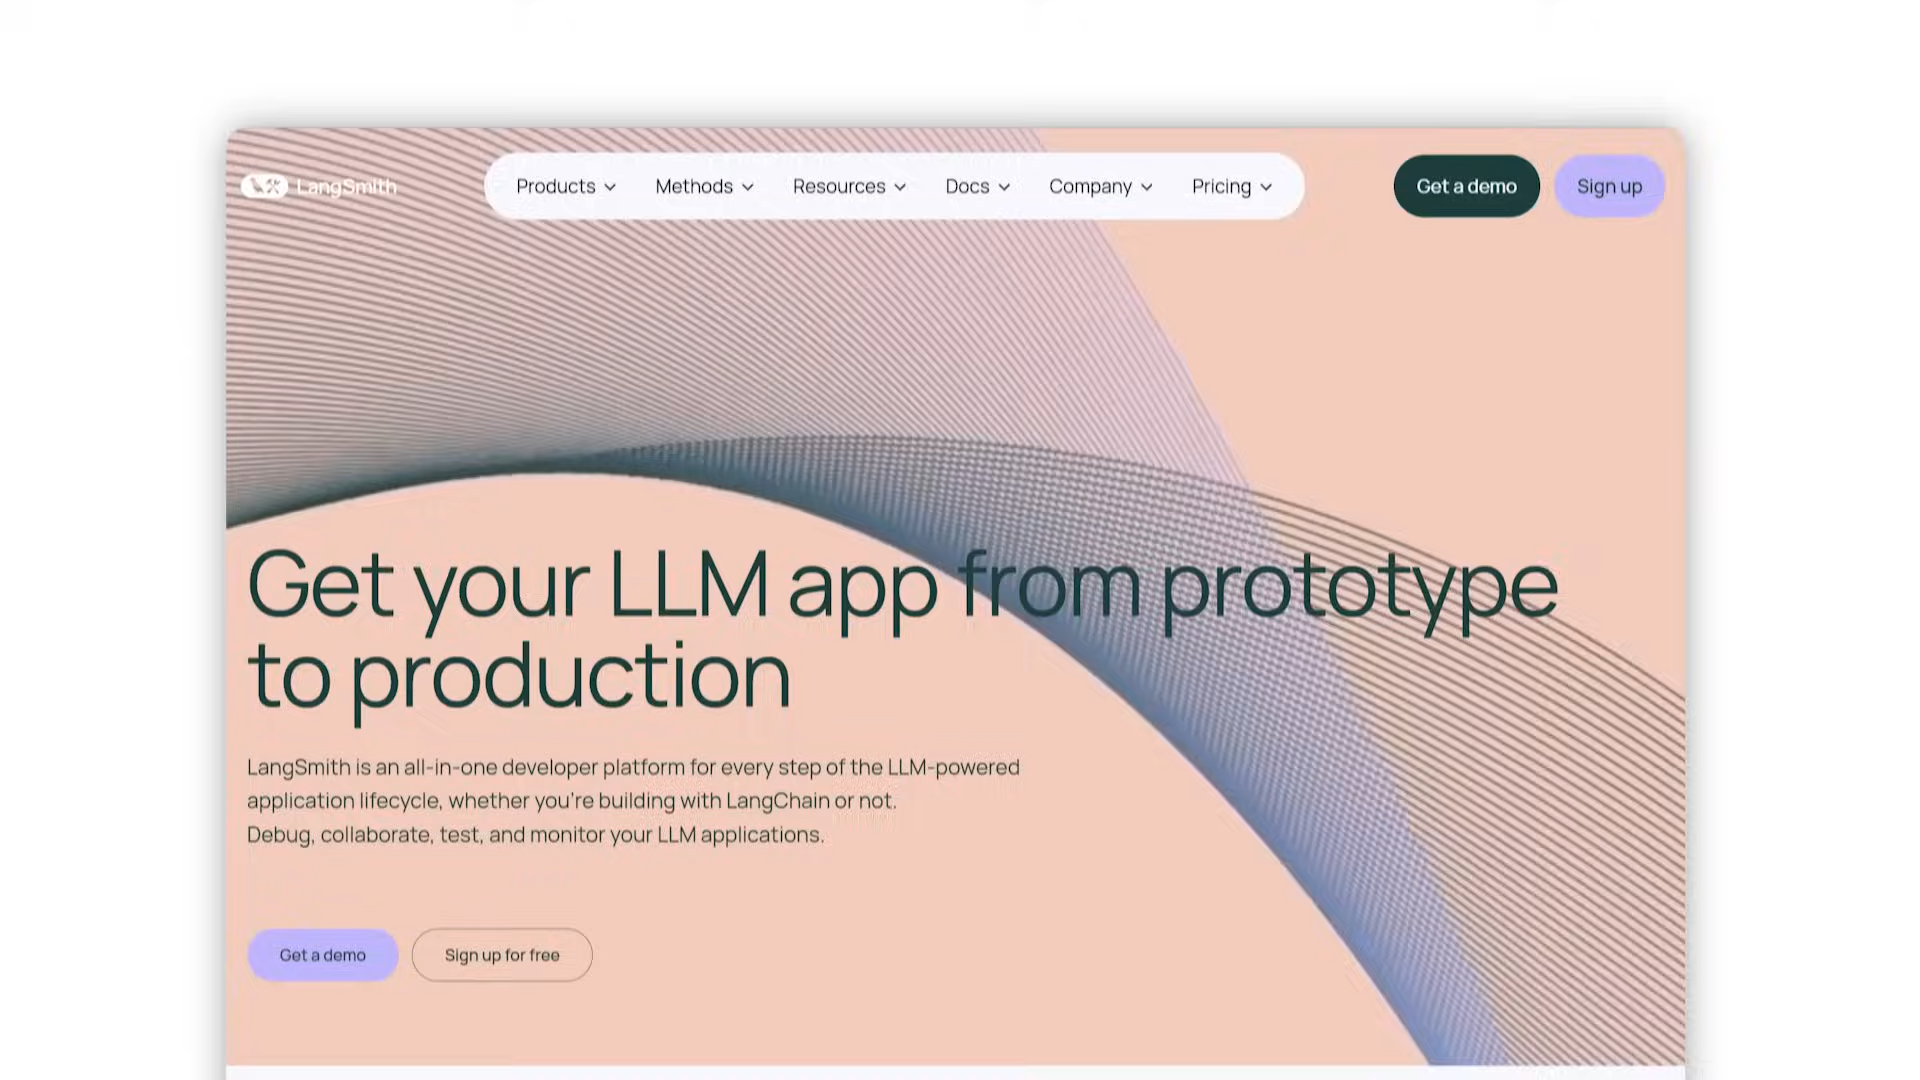 LangSmith
Products
Methods
Resources
Docs
Company
Pricing
Get a demo
Sign up
Get your LLM app from prototype
to production
LangSmith is an all-in-one developer platform for every step of the LLM-powered
application lifecycle, whether you're building with LangChain or not.
Debug, collaborate, test, and monitor your LLM applications.
Get a demo
Sign up for free